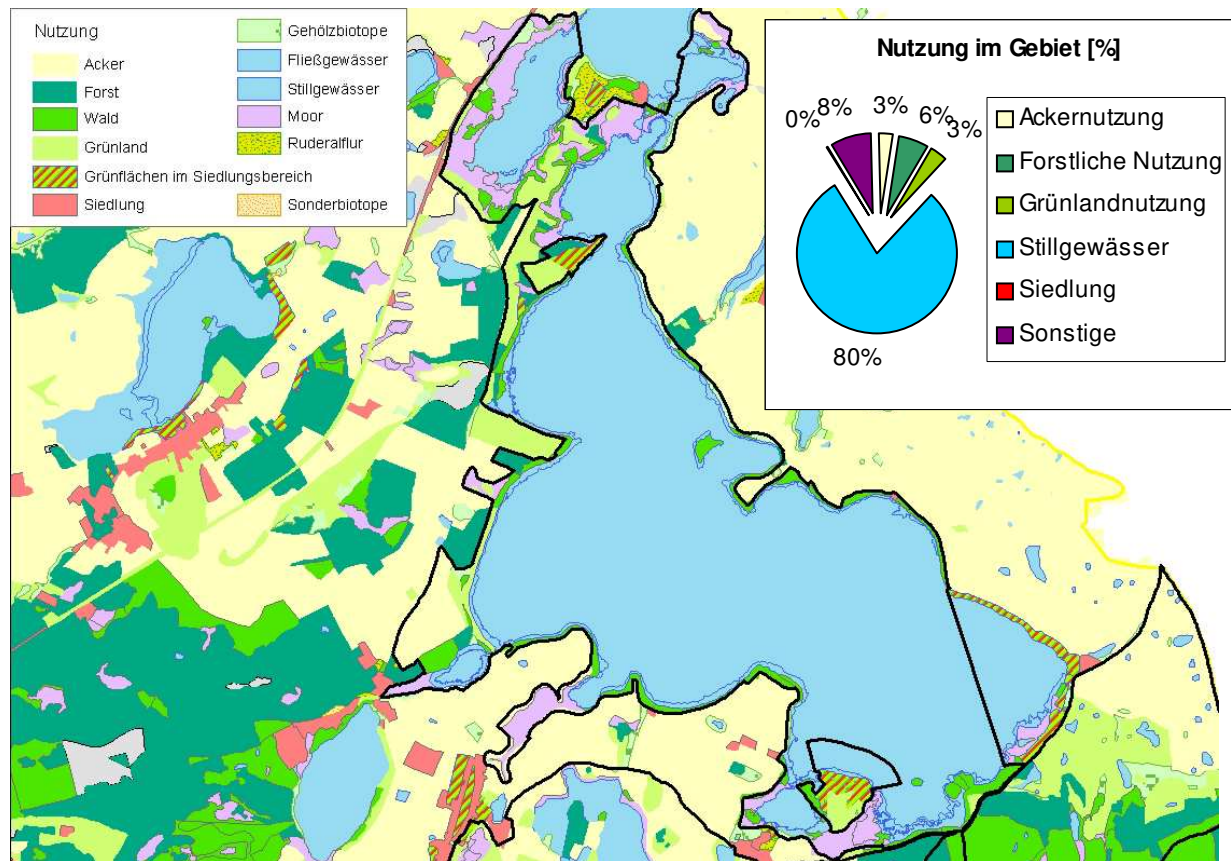 Nutzung
Acker
Forst
Wald
Grünland
Grünflächen im Siedlungsbereich
Siedlung
Gehölzbiotope
Fließgewässer
Stillgewässer
Moor
Ruderalflur
Sonderbiotope
Nutzung im Gebiet [%]
0%
8%
3%
6%
3%
80%
Ackernutzung
Forstliche Nutzung
Grünlandnutzung
Stillgewässer
Siedlung
Sonstige